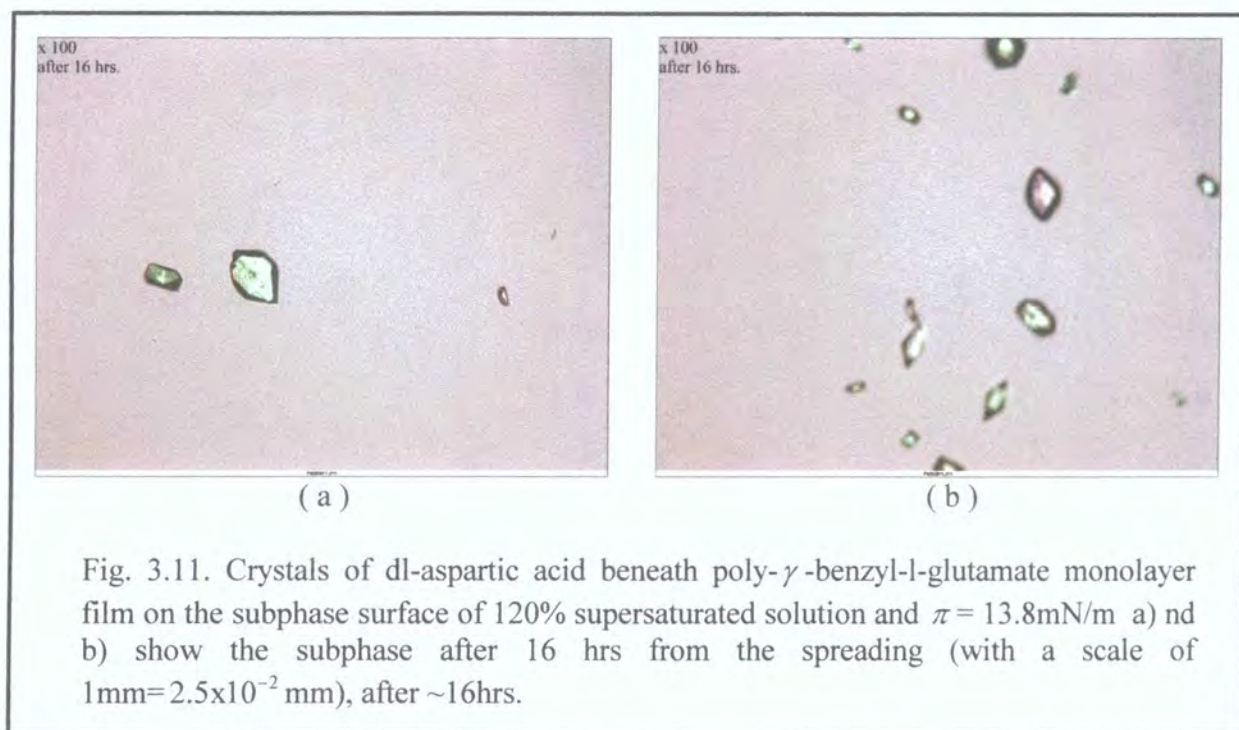 x 100
after 16 hrs.
x 100
after 16 hrs.
( a )
( b )
Fig. 3.11. Crystals of dl-aspartic acid beneath poly-γ-benzyl-l-glutamate monolayer
film on the subphase surface of 120% supersaturated solution and π = 13.8mN/m a) nd
b) show the subphase after 16 hrs from the spreading (with a scale of
1mm=2.5x10⁻² mm), after ~16hrs.